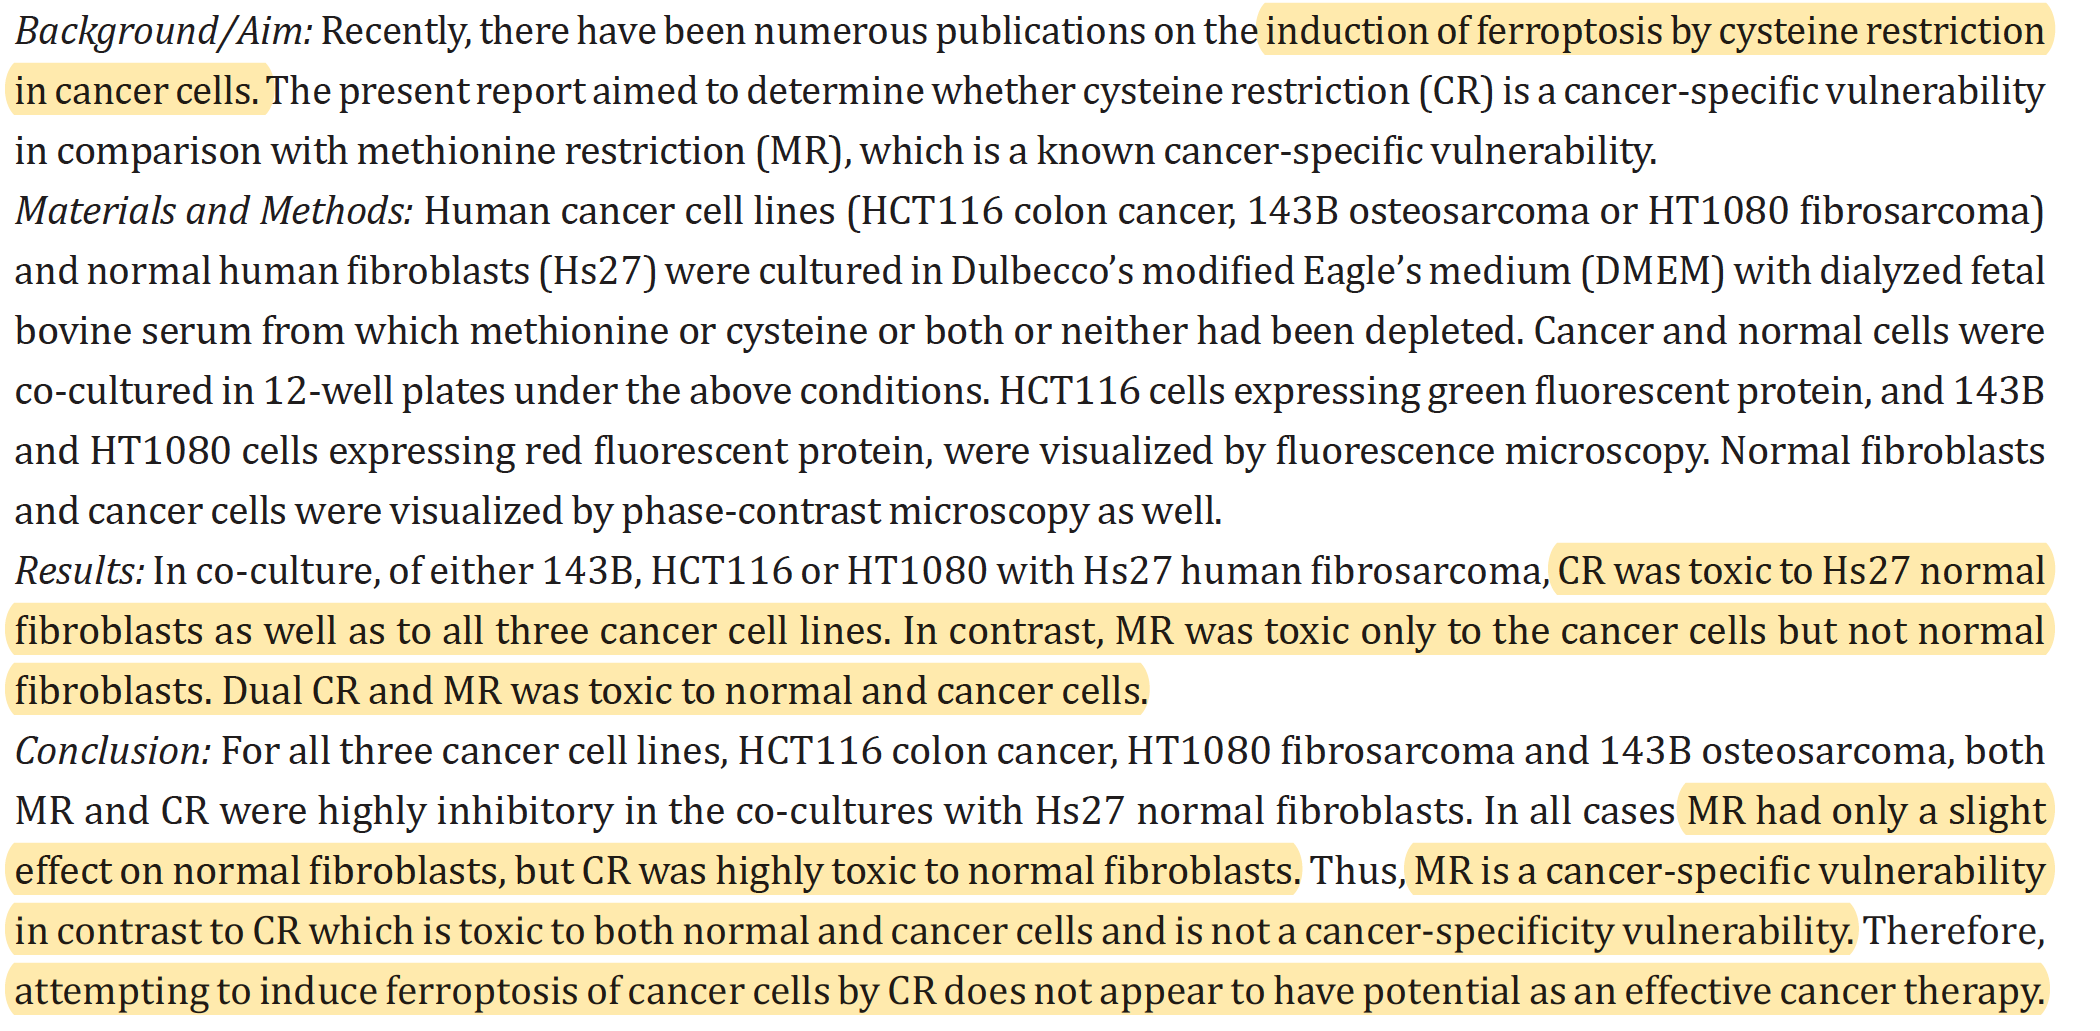 Background/Aim: Recently, there have been numerous publications on the induction of ferroptosis by cysteine restriction
in cancer cells. The present report aimed to determine whether cysteine restriction (CR) is a cancer-specific vulnerability
in comparison with methionine restriction (MR), which is a known cancer-specific vulnerability.
Materials and Methods: Human cancer cell lines (HCT116 colon cancer, 143B osteosarcoma or HT1080 fibrosarcoma)
and normal human fibroblasts (Hs27) were cultured in Dulbecco’s modified Eagle’s medium (DMEM) with dialyzed fetal
bovine serum from which methionine or cysteine or both or neither had been depleted. Cancer and normal cells were
co-cultured in 12-well plates under the above conditions. HCT116 cells expressing green fluorescent protein, and 143B
and HT1080 cells expressing red fluorescent protein, were visualized by fluorescence microscopy. Normal fibroblasts
and cancer cells were visualized by phase-contrast microscopy as well.
Results: In co-culture, of either 143B, HCT116 or HT1080 with Hs27 human fibrosarcoma, CR was toxic to Hs27 normal
fibroblasts as well as to all three cancer cell lines. In contrast, MR was toxic only to the cancer cells but not normal
fibroblasts. Dual CR and MR was toxic to normal and cancer cells.
Conclusion: For all three cancer cell lines, HCT116 colon cancer, HT1080 fibrosarcoma and 143B osteosarcoma, both
MR and CR were highly inhibitory in the co-cultures with Hs27 normal fibroblasts. In all cases MR had only a slight
effect on normal fibroblasts, but CR was highly toxic to normal fibroblasts. Thus, MR is a cancer-specific vulnerability
in contrast to CR which is toxic to both normal and cancer cells and is not a cancer-specificity vulnerability. Therefore,
attempting to induce ferroptosis of cancer cells by CR does not appear to have potential as an effective cancer therapy.